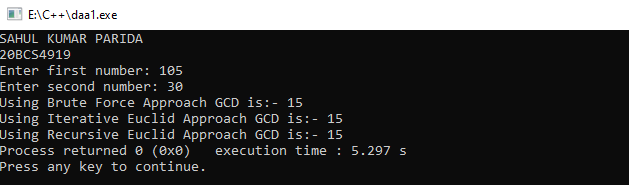 E:\C++\daa1.exe
SAHUL KUMAR PARIDA
20BCS4919
Enter first number: 105
Enter second number: 30
Using Brute Force Approach GCD is:- 15
Using Iterative Euclid Approach GCD is:- 15
Using Recursive Euclid Approach GCD is:- 15
Process returned 0 (0x0)   execution time : 5.297 s
Press any key to continue.